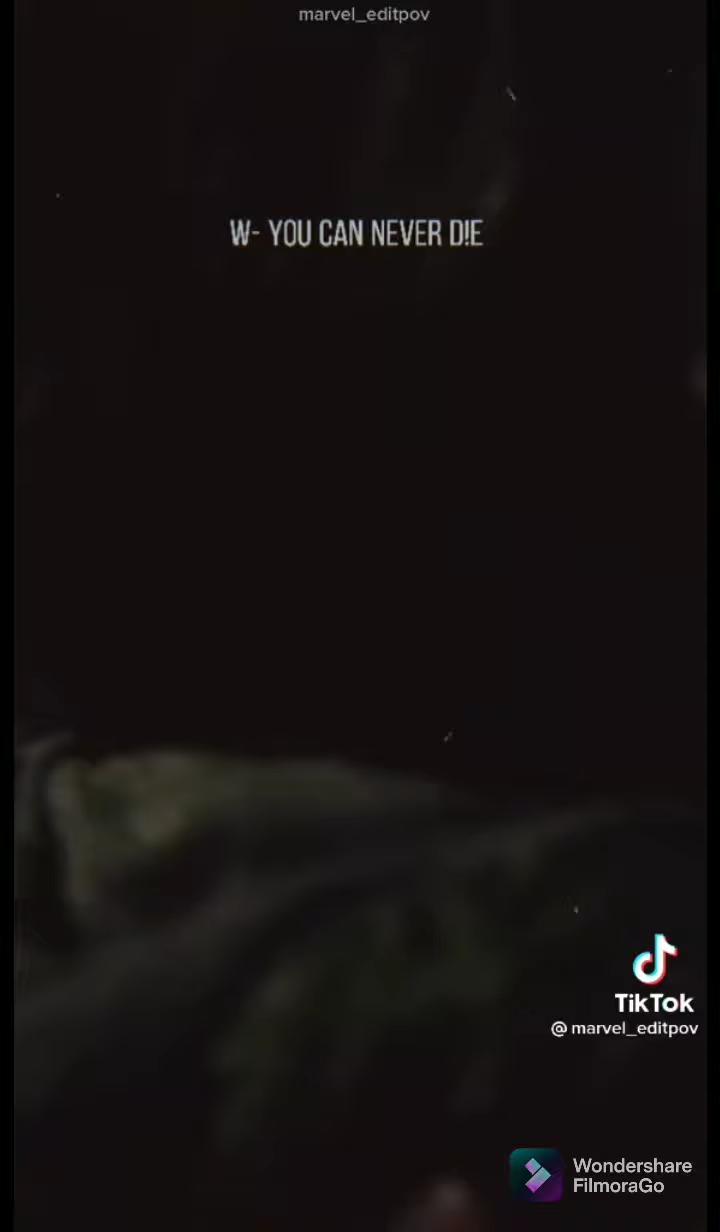 marvel_editpov
W- YOU CAN NEVER D!E
TikTok
@marvel_editpov
Wondershare
FilmoraGo